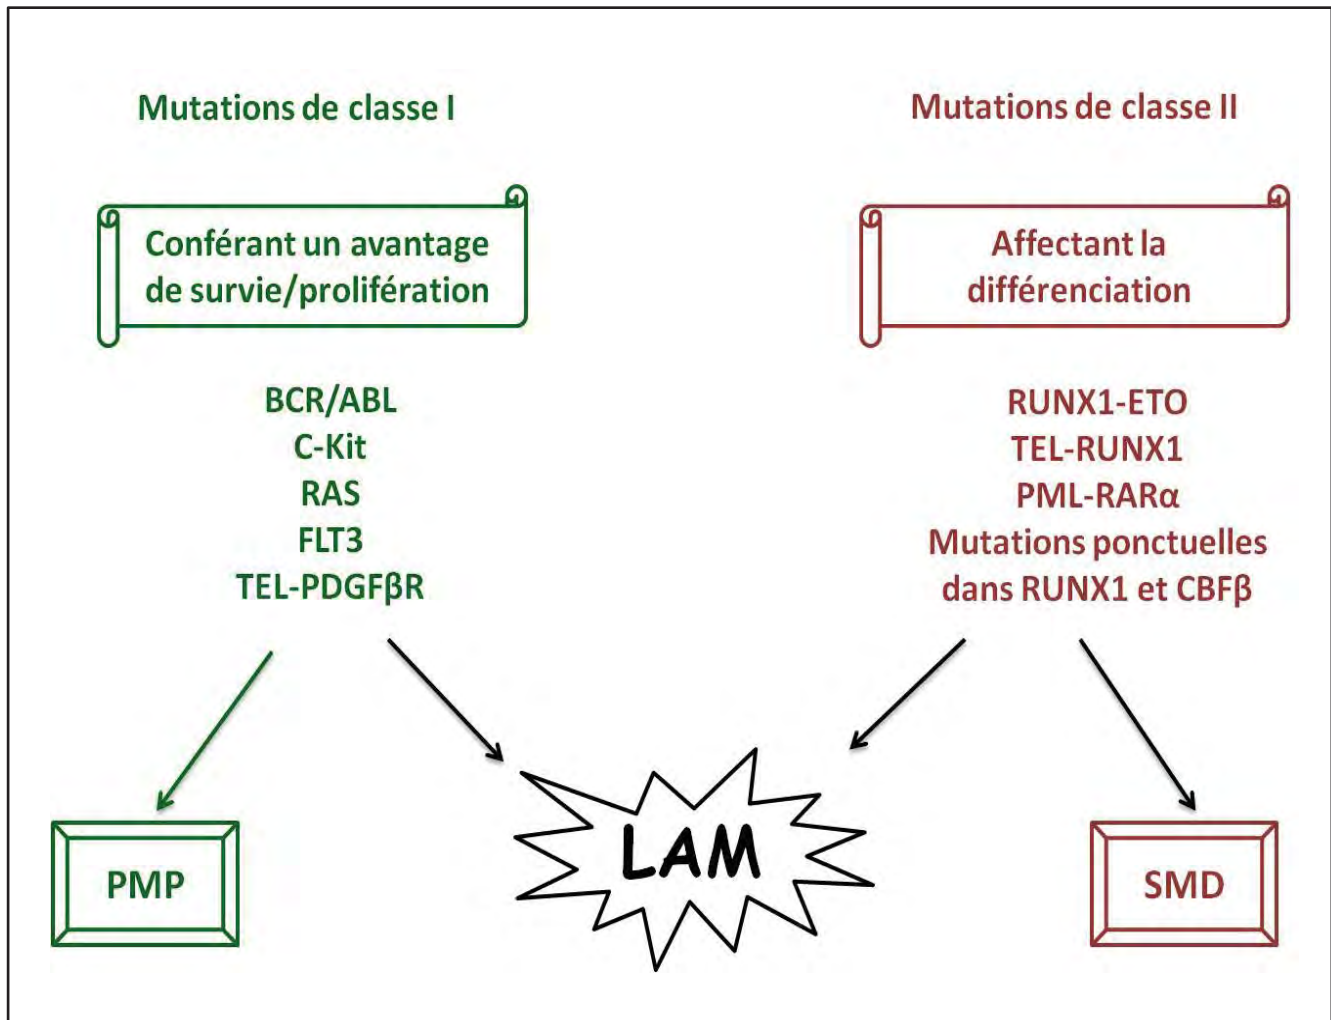 Mutations de classe I
Conférant un avantage
de survie/prolifération
BCR/ABL
C-Kit
RAS
FLT3
TEL-PDGFβR
PMP
Mutations de classe II
Affectant la
différenciation
RUNX1-ETO
TEL-RUNX1
PML-RARα
Mutations ponctuelles
dans RUNX1 et CBFβ
SMD
LAM